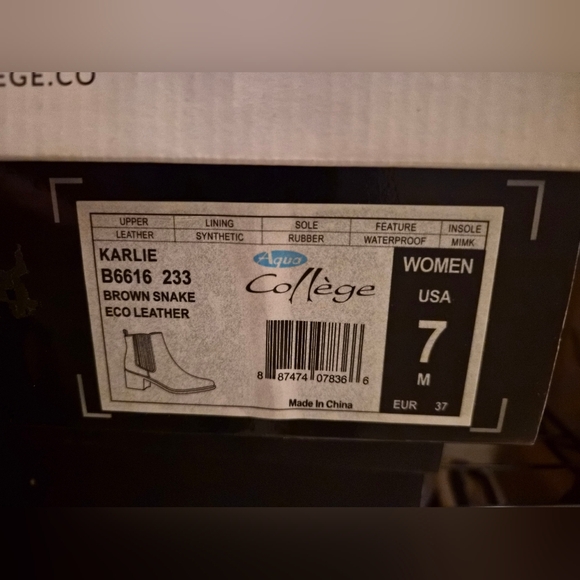 EGE.CO
UPPER LINING SOLE FEATURE INSOLE
LEATHER SYNTHETIC RUBBER WATERPROOF MIMK
KARLIE
B6616 233
BROWN SNAKE
ECO LEATHER
Aqua
Collège
8 87474 07836 6
Made In China
WOMEN
USA
7
M
EUR 37